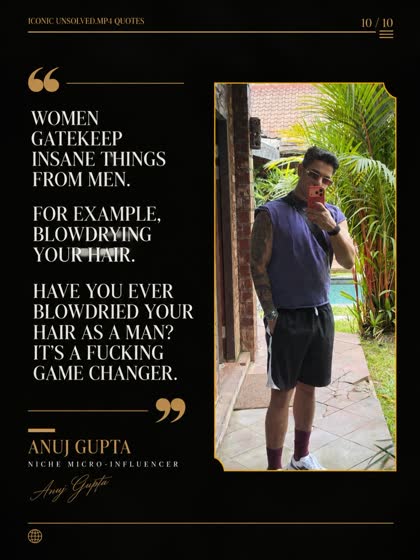 ICONIC UNSOLVED.MP4 QUOTES
10 / 10
“
WOMEN
GATEKEEP
INSANE THINGS
FROM MEN.
FOR EXAMPLE,
BLOWDRYING
YOUR HAIR.
HAVE YOU EVER
BLOWDRIED YOUR
HAIR AS A MAN?
IT'S A FUCKING
GAME CHANGER.
”
ANUJ GUPTA
NICHE MICRO-INFLUENCER
Anuj Gupta